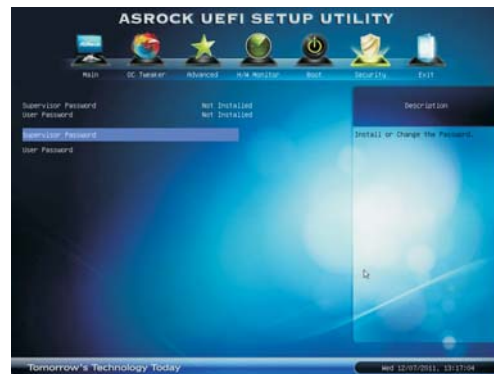 ASROCK UEFI SETUP UTILITY
Main OC Tweaker Advanced H/W Monitor Boot Security Exit
Supervisor Password Not Installed
User Password Not Installed
Supervisor Password
User Password
Description
Install or Change the Password.
Tomorrow's Technology Today
Wed 12/07/2011, 13:17:04